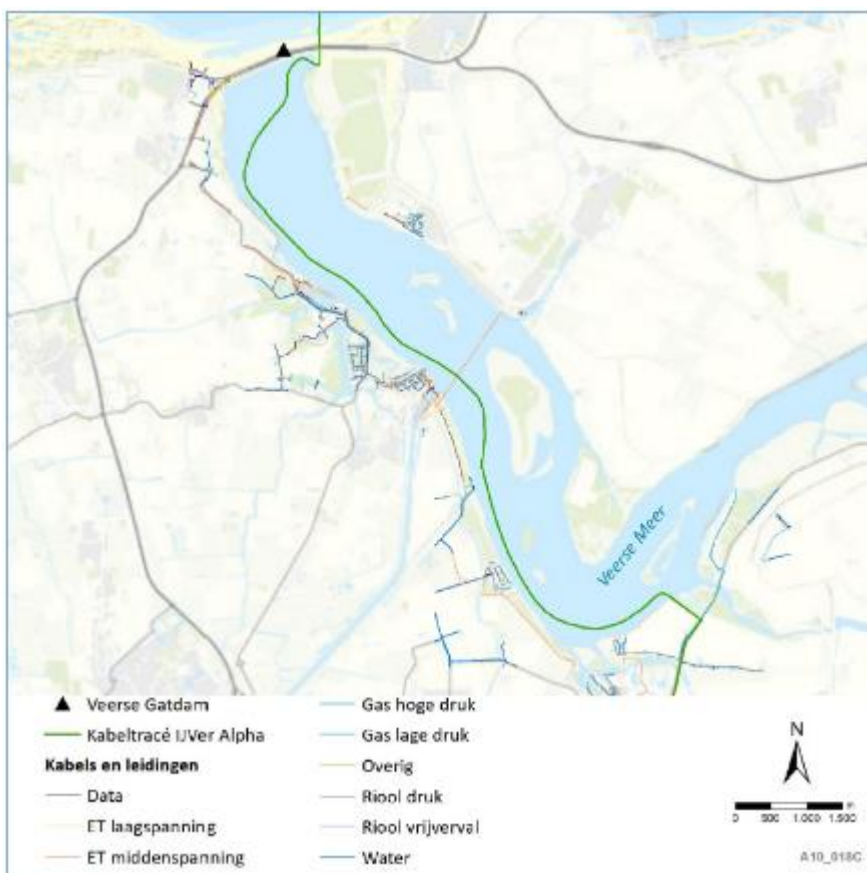 Veerse Meer
Veerse Gatdam
Kabeltracé IJVer Alpha
Kabels en leidingen
Data
ET laagspanning
ET middenspanning
Gas hoge druk
Gas lage druk
Overig
Riool druk
Riool vrijverval
Water
N
0 500 1.000 1.500 m
A10_018C